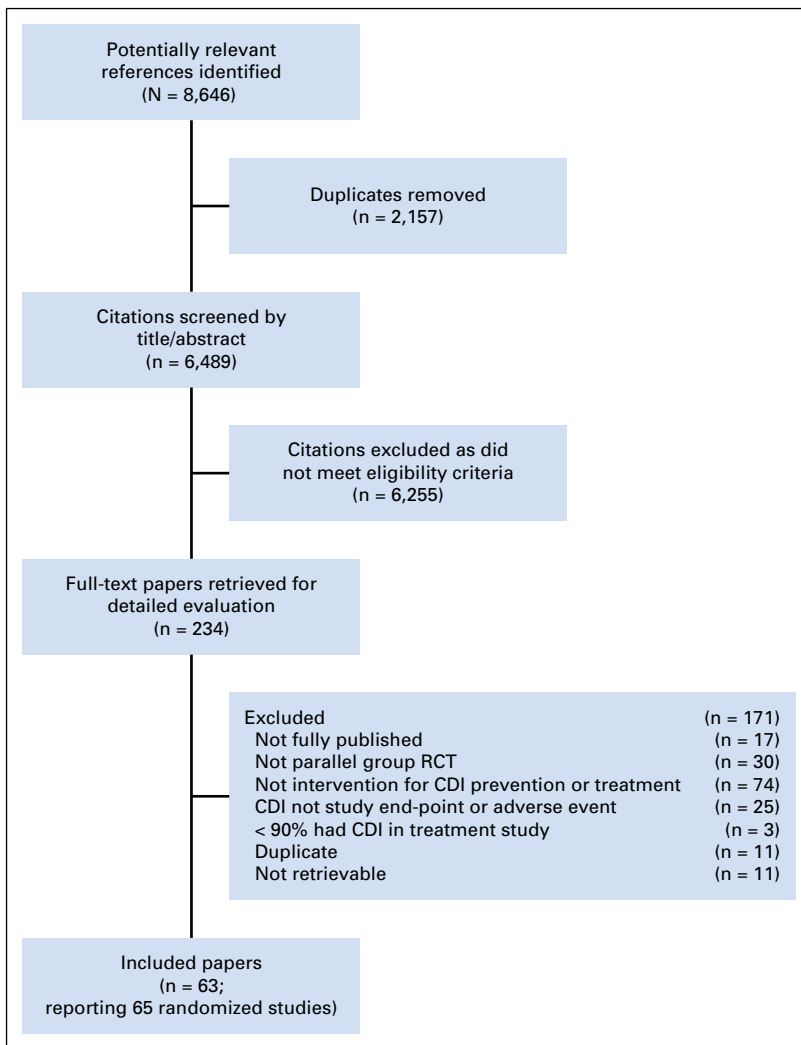 Potentially relevant
references identified
(N = 8,646)
Duplicates removed
(n = 2,157)
Citations screened by
title/abstract
(n = 6,489)
Citations excluded as did
not meet eligibility criteria
(n = 6,255)
Full-text papers retrieved for
detailed evaluation
(n = 234)
Excluded (n = 171)
Not fully published (n = 17)
Not parallel group RCT (n = 30)
Not intervention for CDI prevention or treatment (n = 74)
CDI not study end-point or adverse event (n = 25)
< 90% had CDI in treatment study (n = 3)
Duplicate (n = 11)
Not retrievable (n = 11)
Included papers
(n = 63;
reporting 65 randomized studies)